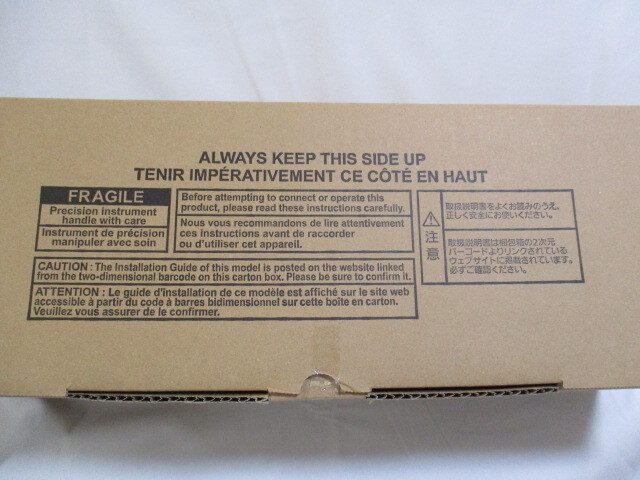 ALWAYS KEEP THIS SIDE UP
TENIR IMPÉRATIVEMENT CE CÔTÉ EN HAUT
FRAGILE
Precision instrument
handle with care
Instrument de précision
manipuler avec soin
Before attempting to connect or operate this
product, please read these instructions carefully.
Nous vous recommandons de lire attentivement
ces instructions avant de raccorder
ou d'utiliser cet appareil.
注意
取扱説明書をよくお読みのうえ、
正しく安全にお使いください。
取扱説明書は梱包箱の2次元
バーコードよりリンクされている
ウェブサイトに掲載されています。
必ずご確認ください。
CAUTION : The Installation Guide of this model is posted on the website linked
from the two-dimensional barcode on this carton box. Please be sure to confirm it.
ATTENTION : Le guide d'installation de ce modèle est affiché sur le site web
accessible à partir du code à barres bidimensionnel sur cette boîte en carton.
Veuillez vous assurer de le confirmer.